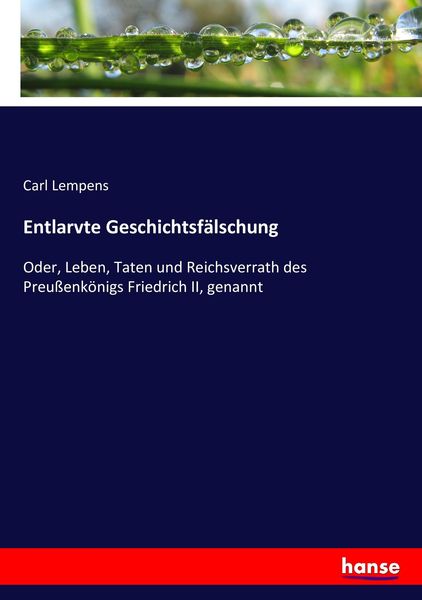 Carl Lempens
Entlarvte Geschichtsfälschung
Oder, Leben, Taten und Reichsverrath des
Preußenkönigs Friedrich II, genannt
hanse